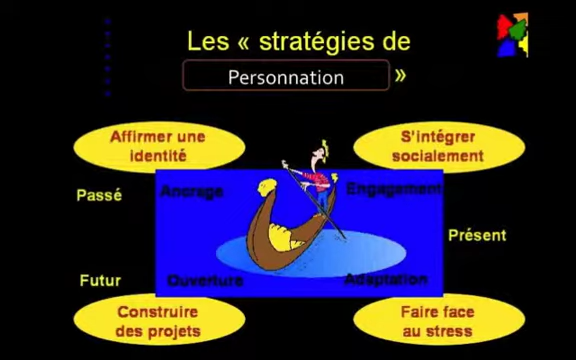 Les « stratégies de
Personnation »
Affirmer une
identité
S'intégrer
socialement
Ancrage
Engagement
Passé
Présent
Futur
Ouverture
Adaptation
Construire
des projets
Faire face
au stress